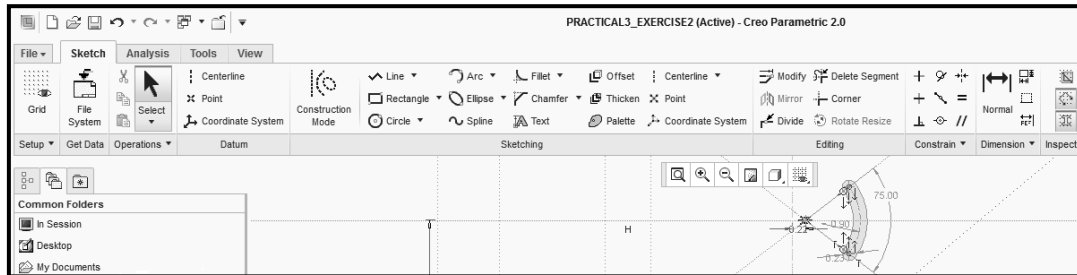 PRACTICAL3_EXERCISE2 (Active) - Creo Parametric 2.0
File Sketch Analysis Tools View
Centerline Line Arc Fillet Offset Centerline Modify Delete Segment
Grid File System Select Point Construction Mode Rectangle Ellipse Chamfer Thicken Point Mirror Corner Normal
Coordinate System Circle Spline Text Palette Coordinate System Divide Rotate Resize REF
Setup Get Data Operations Datum Sketching Editing Constrain Dimension Inspect
Common Folders
75.00
In Session H 0.90
0.22
Desktop
My Documents 0.23 T